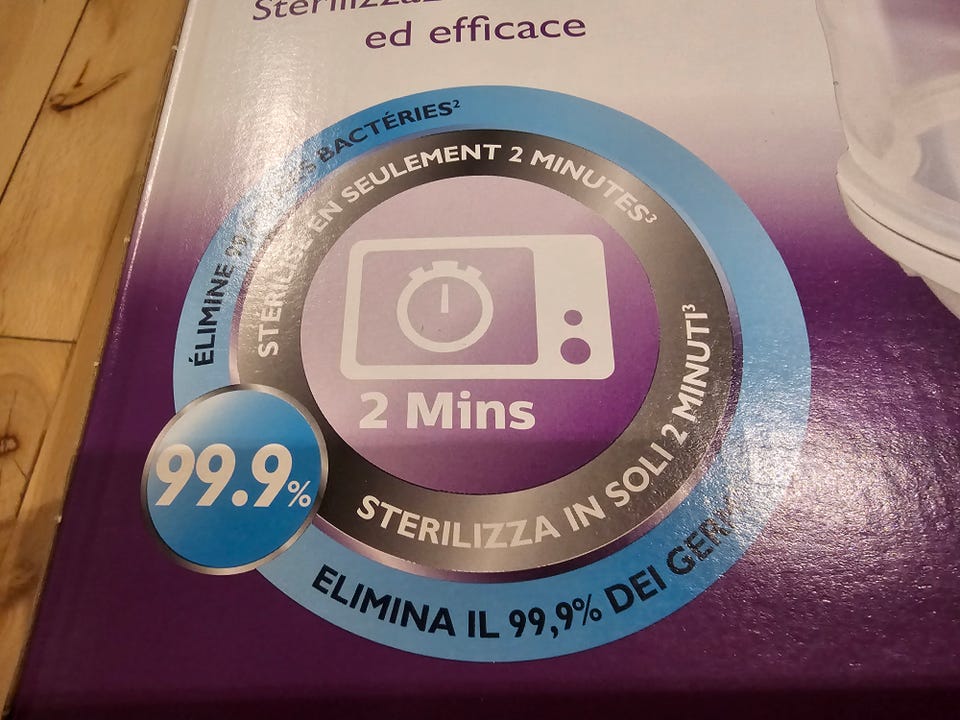 ed efficace
ÉLIMINE BACTÉRIES²
STÉRILISE EN SEULEMENT 2 MINUTES³
2 Mins
99.9%
STERILIZZA IN SOLI 2 MINUTI³
ELIMINA IL 99,9% DEI